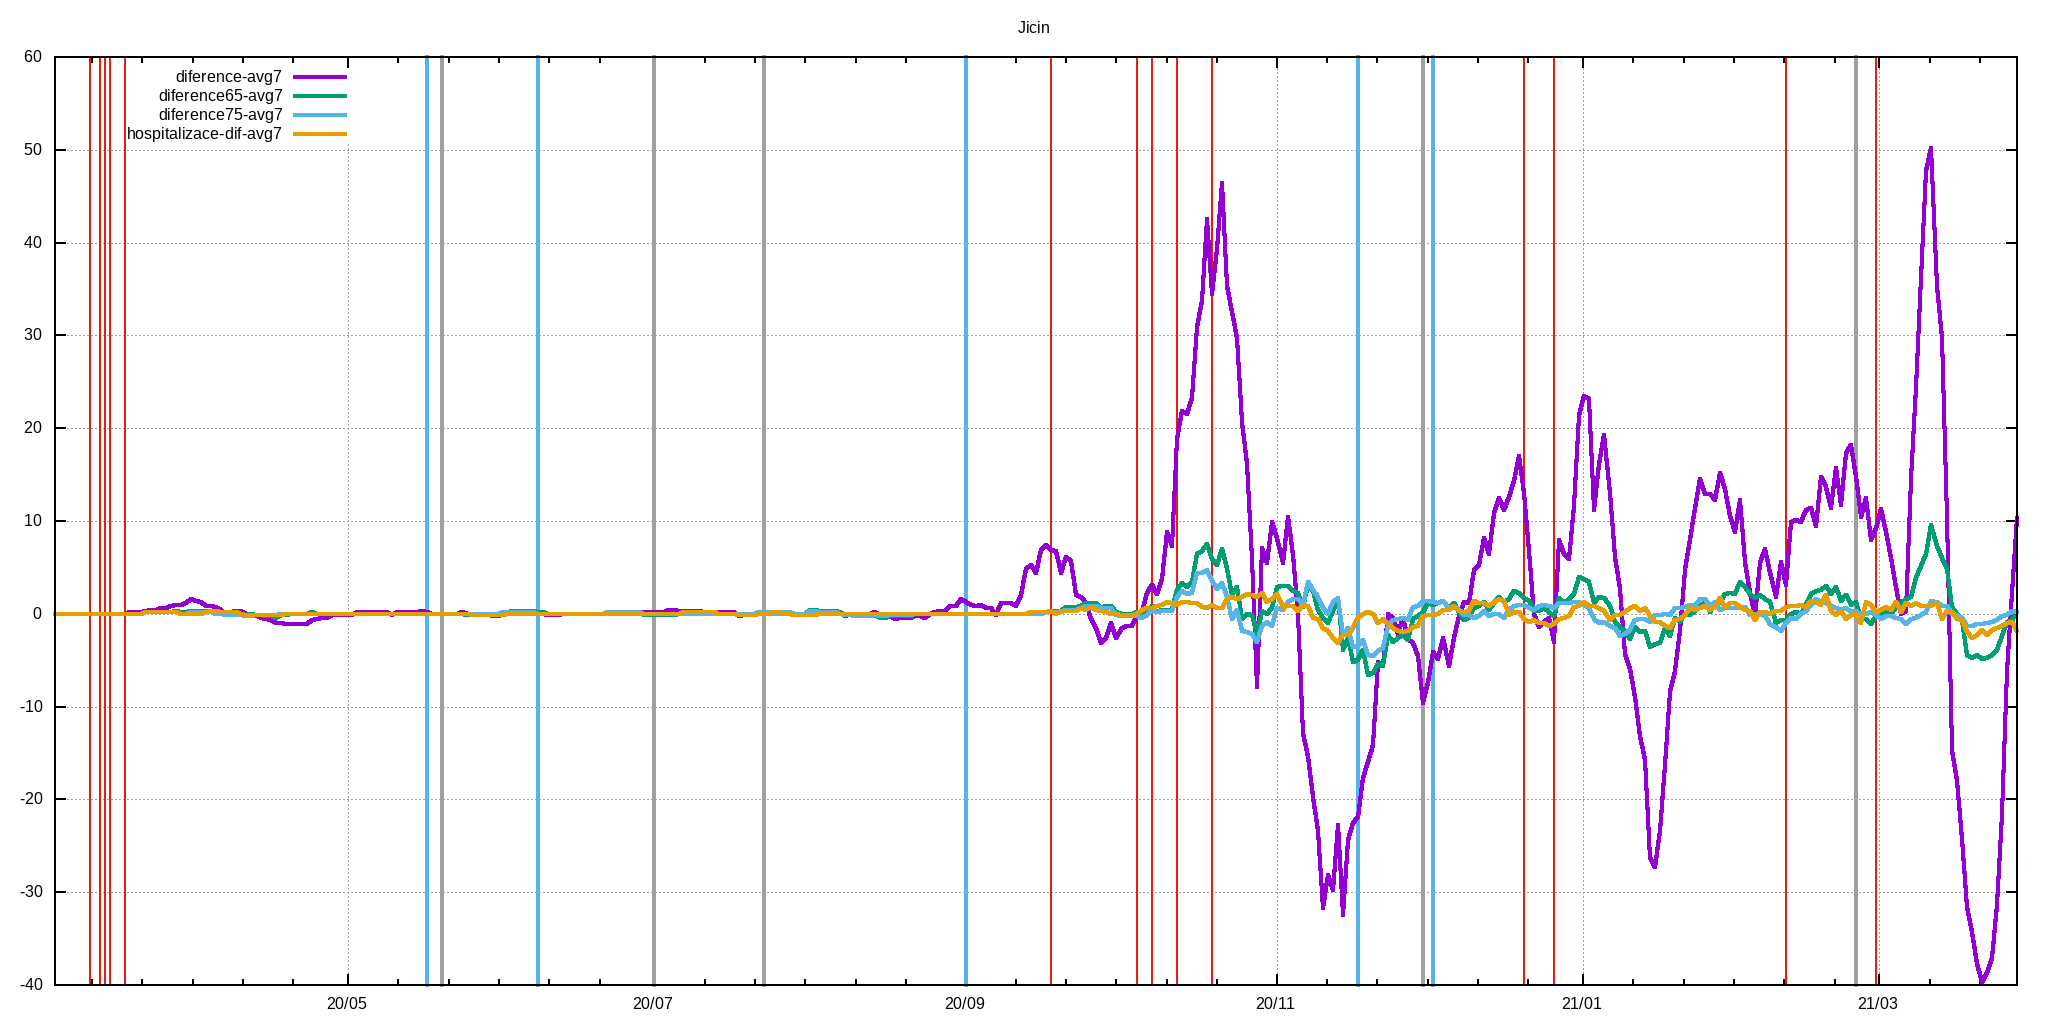 Jicin
60
diference-avg7
diference65-avg7
diference75-avg7
hospitalizace-dif-avg7
50
40
30
20
10
0
-10
-20
-30
-40
20/05 20/07 20/09 20/11 21/01 21/03